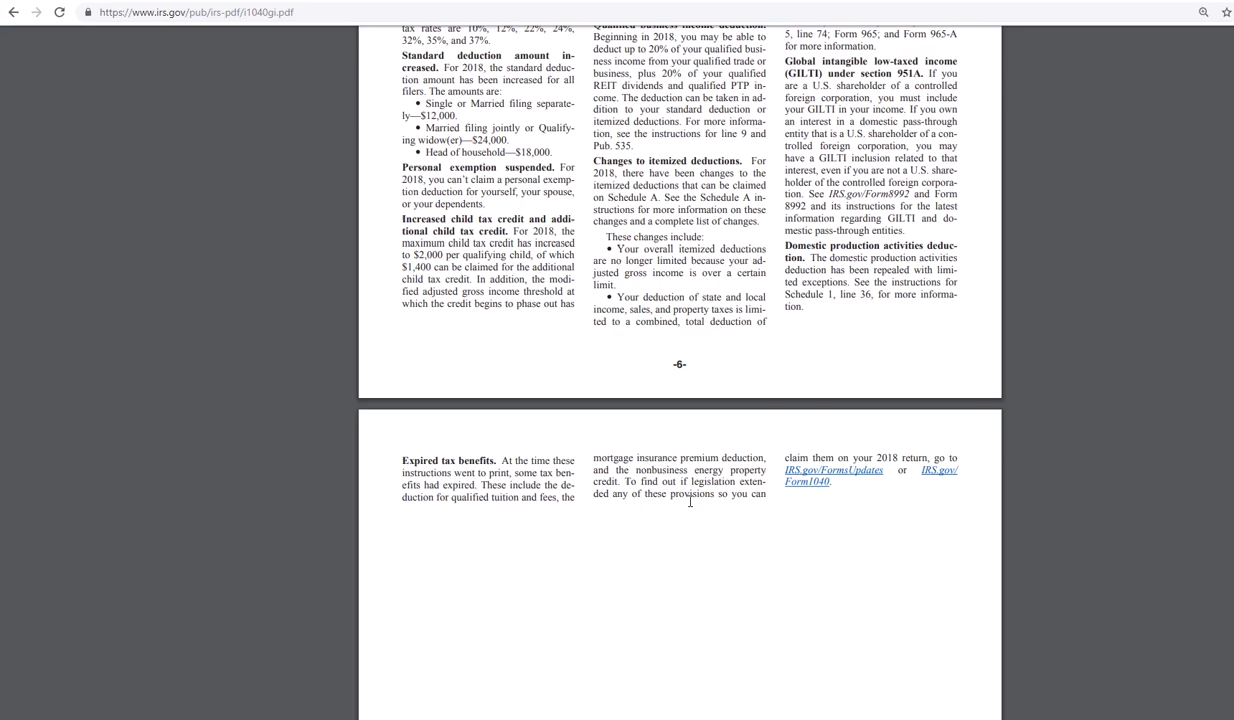 https://www.irs.gov/pub/irs-pdf/i1040gi.pdf
tax rates are 10%, 12%, 22%, 24%,
32%, 35%, and 37%.
Standard deduction amount in-
creased. For 2018, the standard deduc-
tion amount has been increased for all
filers. The amounts are:
• Single or Married filing separate-
ly—$12,000.
• Married filing jointly or Qualify-
ing widow(er)—$24,000.
• Head of household—$18,000.
Personal exemption suspended. For
2018, you can't claim a personal exemp-
tion deduction for yourself, your spouse,
or your dependents.
Increased child tax credit and addi-
tional child tax credit. For 2018, the
maximum child tax credit has increased
to $2,000 per qualifying child, of which
$1,400 can be claimed for the additional
child tax credit. In addition, the modi-
fied adjusted gross income threshold at
which the credit begins to phase out has
Qualified business income deduction.
Beginning in 2018, you may be able to
deduct up to 20% of your qualified busi-
ness income from your qualified trade or
business, plus 20% of your qualified
REIT dividends and qualified PTP in-
come. The deduction can be taken in ad-
dition to your standard deduction or
itemized deductions. For more informa-
tion, see the instructions for line 9 and
Pub. 535.
Changes to itemized deductions. For
2018, there have been changes to the
itemized deductions that can be claimed
on Schedule A. See the Schedule A in-
structions for more information on these
changes and a complete list of changes.
These changes include:
• Your overall itemized deductions
are no longer limited because your ad-
justed gross income is over a certain
limit.
• Your deduction of state and local
income, sales, and property taxes is limi-
ted to a combined, total deduction of
5, line 74; Form 965; and Form 965-A
for more information.
Global intangible low-taxed income
(GILTI) under section 951A. If you
are a U.S. shareholder of a controlled
foreign corporation, you must include
your GILTI in your income. If you own
an interest in a domestic pass-through
entity that is a U.S. shareholder of a con-
trolled foreign corporation, you may
have a GILTI inclusion related to that
interest, even if you are not a U.S. share-
holder of the controlled foreign corpora-
tion. See IRS.gov/Form8992 and Form
8992 and its instructions for the latest
information regarding GILTI and do-
mestic pass-through entities.
Domestic production activities deduc-
tion. The domestic production activities
deduction has been repealed with limi-
ted exceptions. See the instructions for
Schedule 1, line 36, for more informa-
tion.
-6-
Expired tax benefits. At the time these
instructions went to print, some tax ben-
efits had expired. These include the de-
duction for qualified tuition and fees, the
mortgage insurance premium deduction,
and the nonbusiness energy property
credit. To find out if legislation exten-
ded any of these provisions so you can
claim them on your 2018 return, go to
IRS.gov/FormsUpdates or IRS.gov/
Form1040.